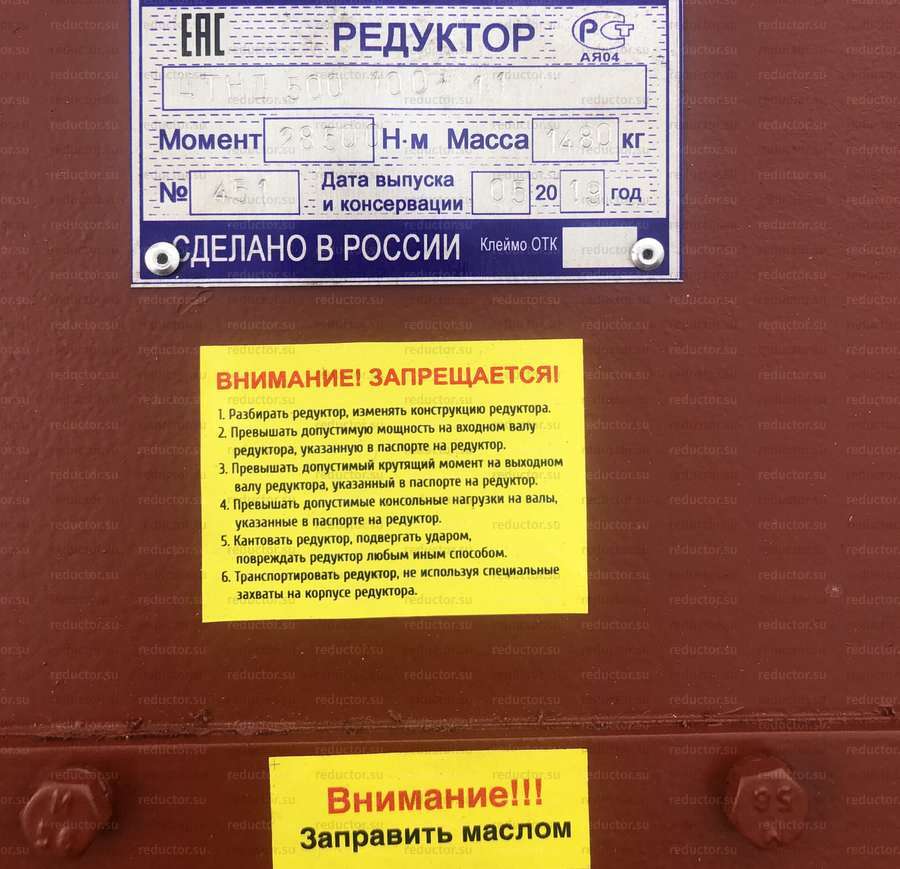 ЕАС РЕДУКТОР РСТ
АЯ04
500
Момент 28500 Н·м Масса 1480 кг
№ 451 Дата выпуска
и консервации 05 20 19 год
СДЕЛАНО В РОССИИ Клеймо ОТК
ВНИМАНИЕ! ЗАПРЕЩАЕТСЯ!
1. Разбирать редуктор, изменять конструкцию редуктора.
2. Превышать допустимую мощность на входном валу
редуктора, указанную в паспорте на редуктор.
3. Превышать допустимый крутящий момент на выходном
валу редуктора, указанный в паспорте на редуктор.
4. Превышать допустимые консольные нагрузки на валы,
указанные в паспорте на редуктор.
5. Кантовать редуктор, подвергать ударом,
повреждать редуктор любым иным способом.
6. Транспортировать редуктор, не используя специальные
захваты на корпусе редуктора.
Внимание!!!
Заправить маслом
reductor.su